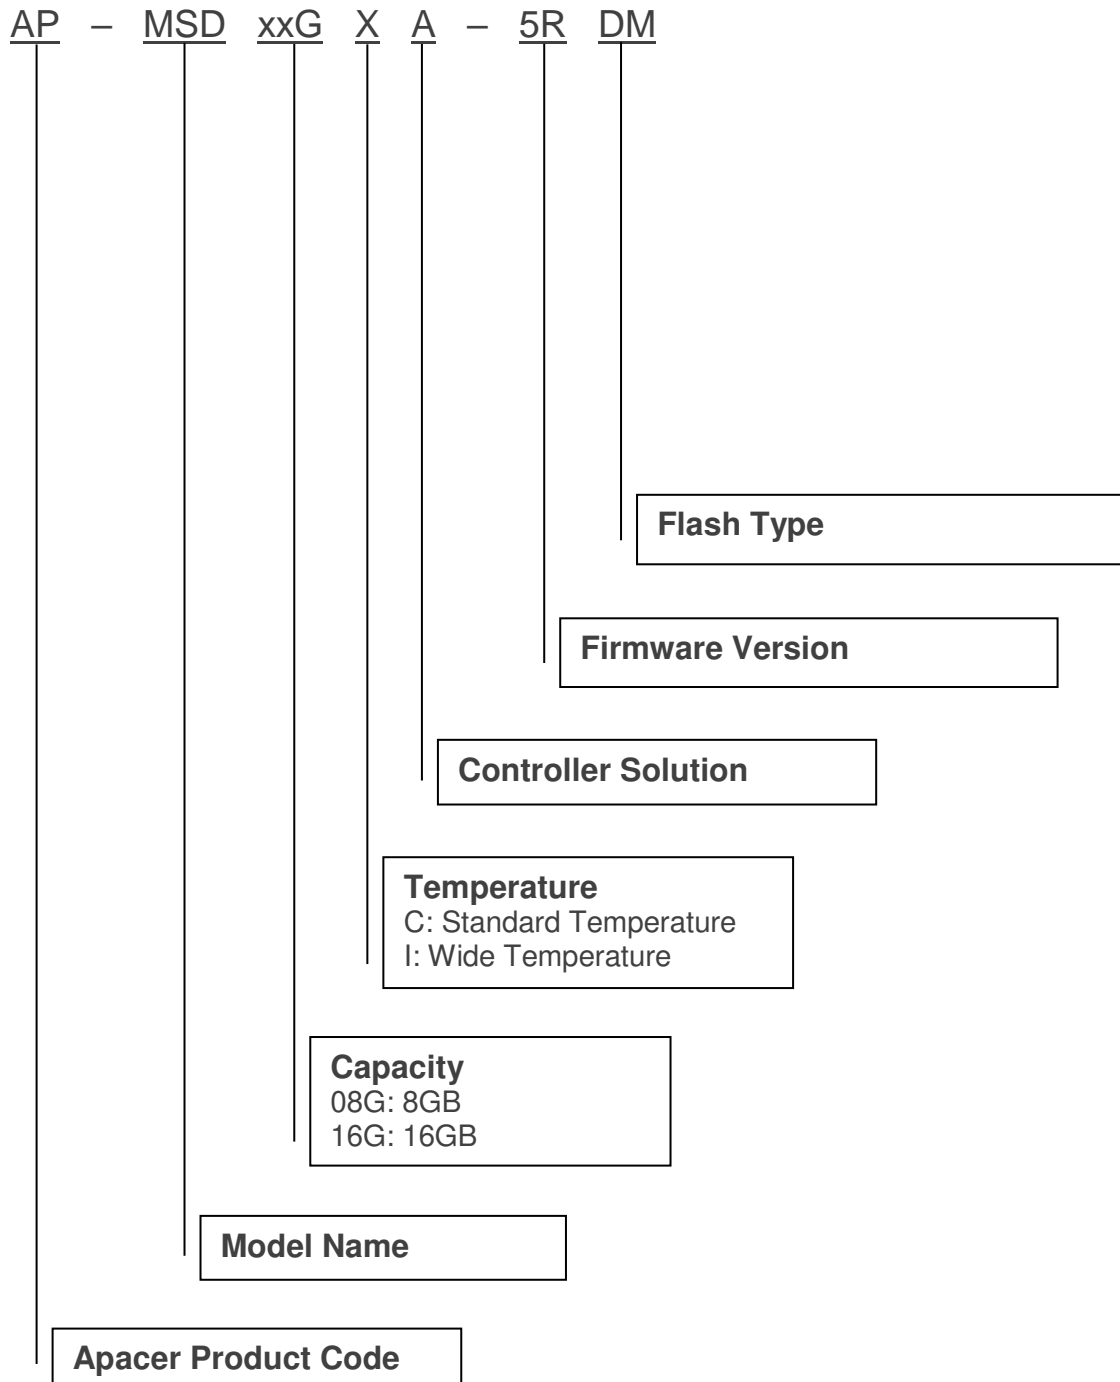 AP – MSD xxG X A – 5R DM
Flash Type
Firmware Version
Controller Solution
Temperature
C: Standard Temperature
I: Wide Temperature
Capacity
08G: 8GB
16G: 16GB
Model Name
Apacer Product Code